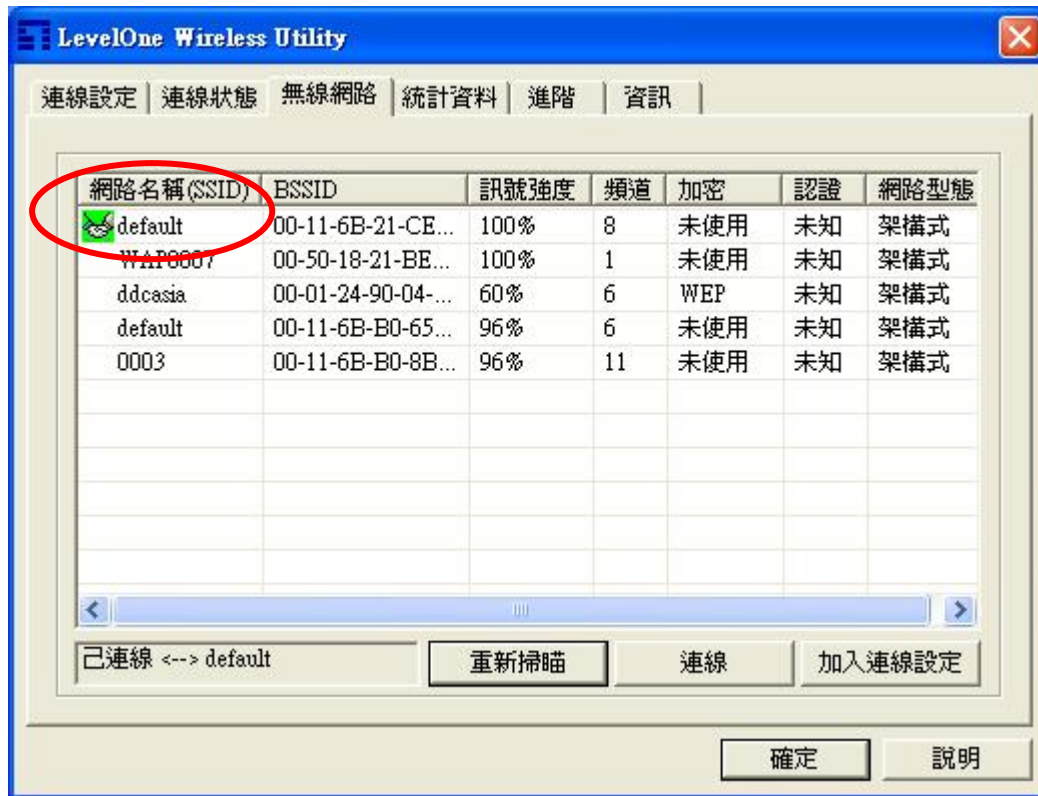 LevelOne Wireless Utility
連線設定 連線狀態 無線網路 統計資料 進階 資訊
網路名稱(SSID) BSSID 訊號強度 頻道 加密 認證 網路型態
default 00-11-6B-21-CE... 100% 8 未使用 未知 架構式
WAP0007 00-50-18-21-BE... 100% 1 未使用 未知 架構式
ddcasia 00-01-24-90-04-... 60% 6 WEP 未知 架構式
default 00-11-6B-B0-65... 96% 6 未使用 未知 架構式
0003 00-11-6B-B0-8B... 96% 11 未使用 未知 架構式
已連線 <--> default 重新掃瞄 連線 加入連線設定
確定 說明